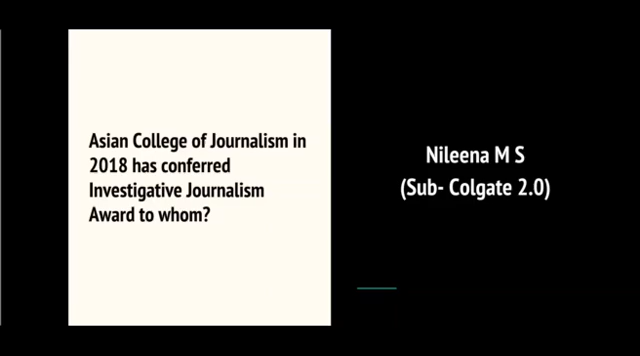 Asian College of Journalism in
2018 has conferred
Investigative Journalism
Award to whom?
Nileena M S
(Sub- Colgate 2.0)